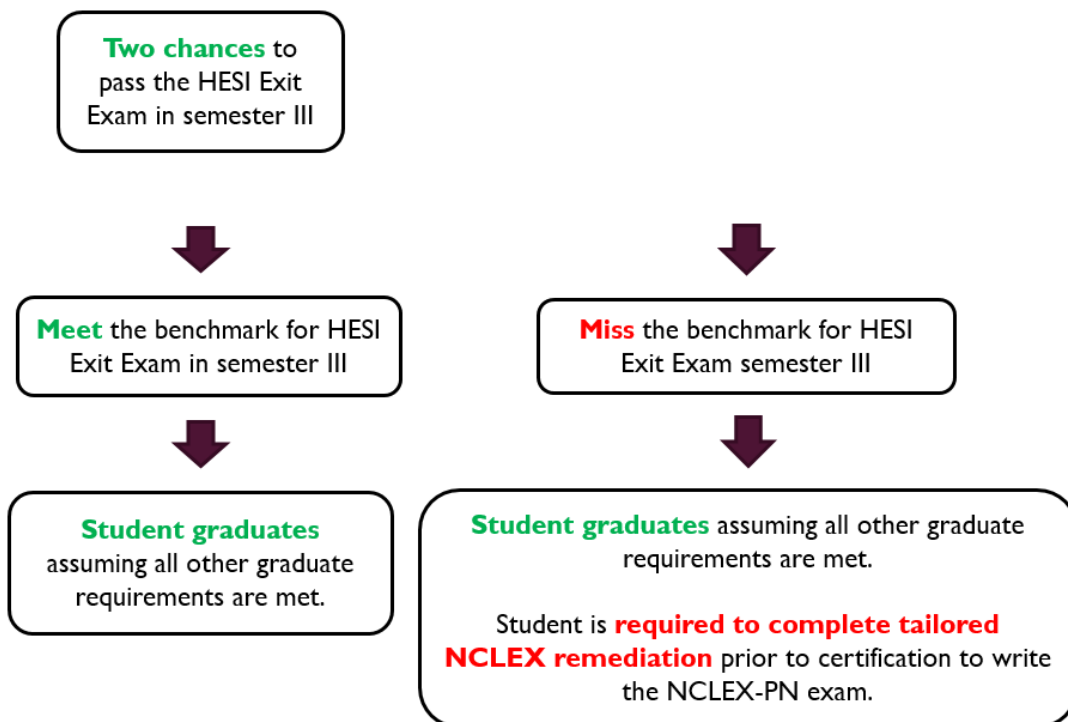 Two chances to
pass the HESI Exit
Exam in semester III
Meet the benchmark for HESI
Exit Exam in semester III
Miss the benchmark for HESI
Exit Exam semester III
Student graduates
assuming all other graduate
requirements are met.
Student graduates assuming all other graduate
requirements are met.
Student is required to complete tailored
NCLEX remediation prior to certification to write
the NCLEX-PN exam.